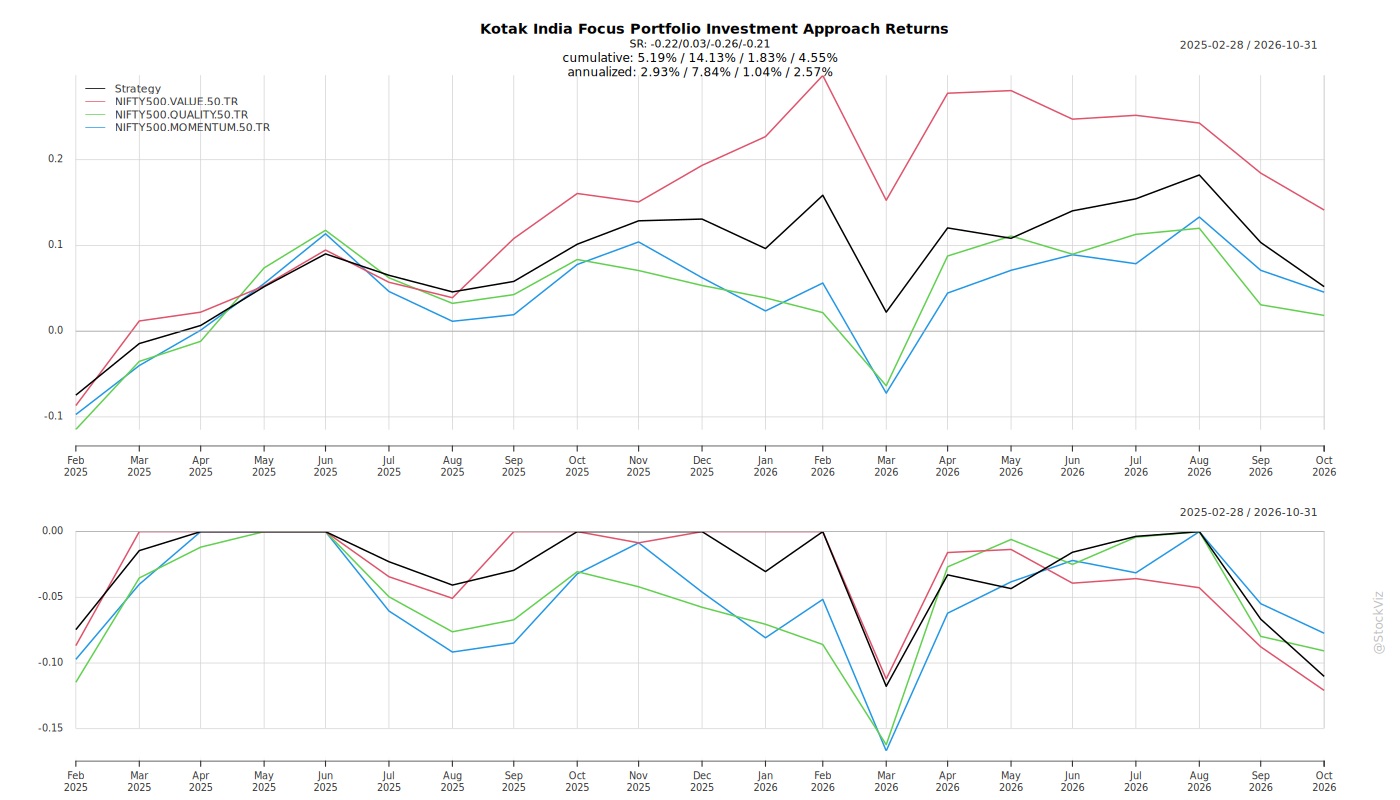 Kotak India Focus Portfolio Investment Approach Returns
SR: -0.22/0.03/-0.26/-0.21
cumulative: 5.19% / 14.13% / 1.83% / 4.55%
annualized: 2.93% / 7.84% / 1.04% / 2.57%
2025-02-28 / 2026-10-31
Strategy
NIFTY500.VALUE.50.TR
NIFTY500.QUALITY.50.TR
NIFTY500.MOMENTUM.50.TR
0.2
0.1
0.0
-0.1
Feb Mar Apr May Jun Jul Aug Sep Oct Nov Dec Jan Feb Mar Apr May Jun Jul Aug Sep Oct
2025 2025 2025 2025 2025 2025 2025 2025 2025 2025 2025 2026 2026 2026 2026 2026 2026 2026 2026 2026 2026
2025-02-28 / 2026-10-31
0.00
-0.05
-0.10
-0.15
Feb Mar Apr May Jun Jul Aug Sep Oct Nov Dec Jan Feb Mar Apr May Jun Jul Aug Sep Oct
2025 2025 2025 2025 2025 2025 2025 2025 2025 2025 2025 2026 2026 2026 2026 2026 2026 2026 2026 2026 2026
@StockViz